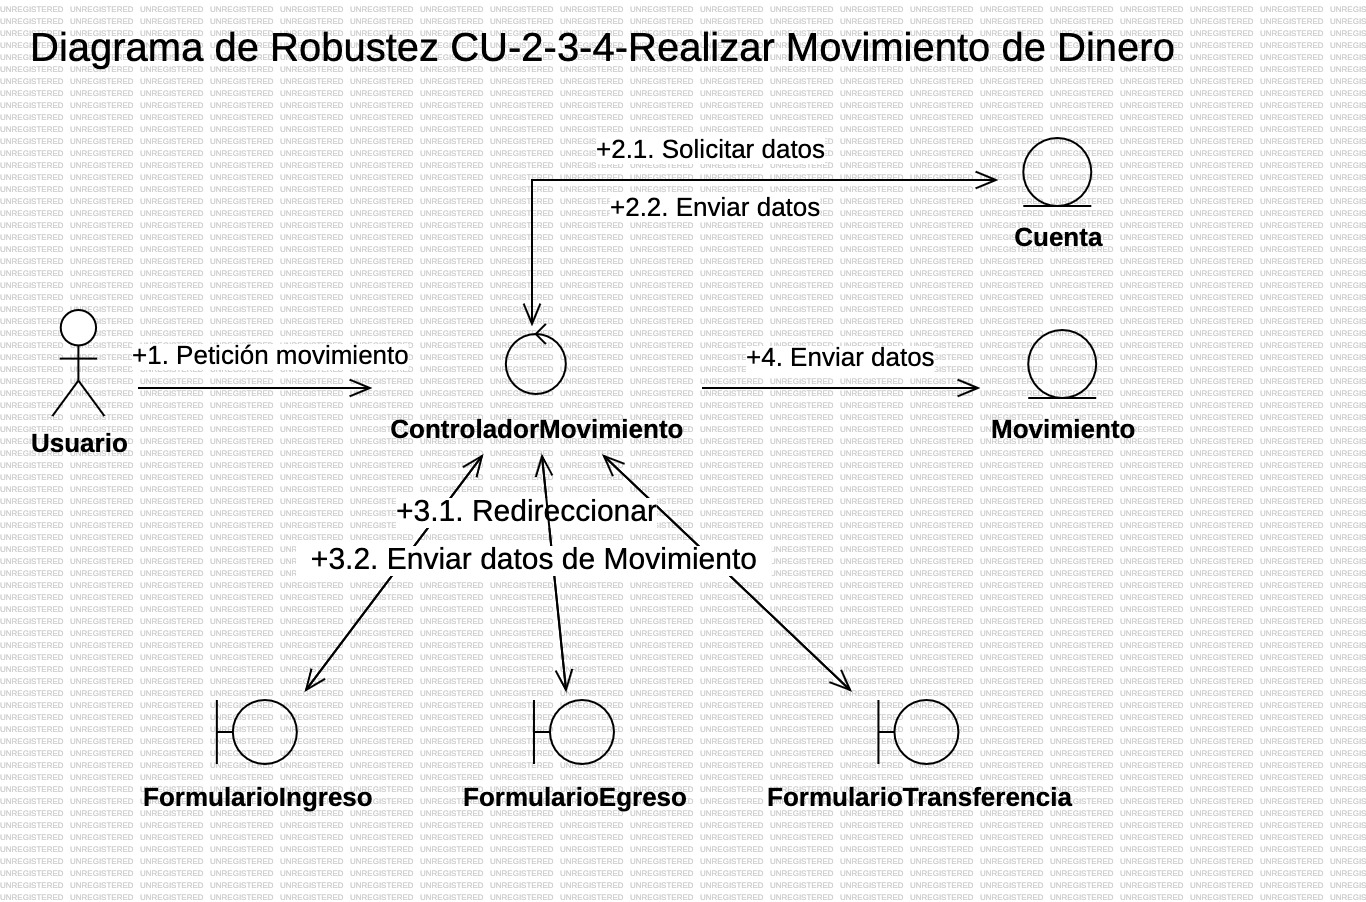 Diagrama de Robustez CU-2-3-4-Realizar Movimiento de Dinero
+2.1. Solicitar datos
+2.2. Enviar datos
Cuenta
+1. Petición movimiento
+4. Enviar datos
Usuario
ControladorMovimiento
Movimiento
+3.1. Redireccionar
+3.2. Enviar datos de Movimiento
FormularioIngreso
FormularioEgreso
FormularioTransferencia
UNREGISTERED